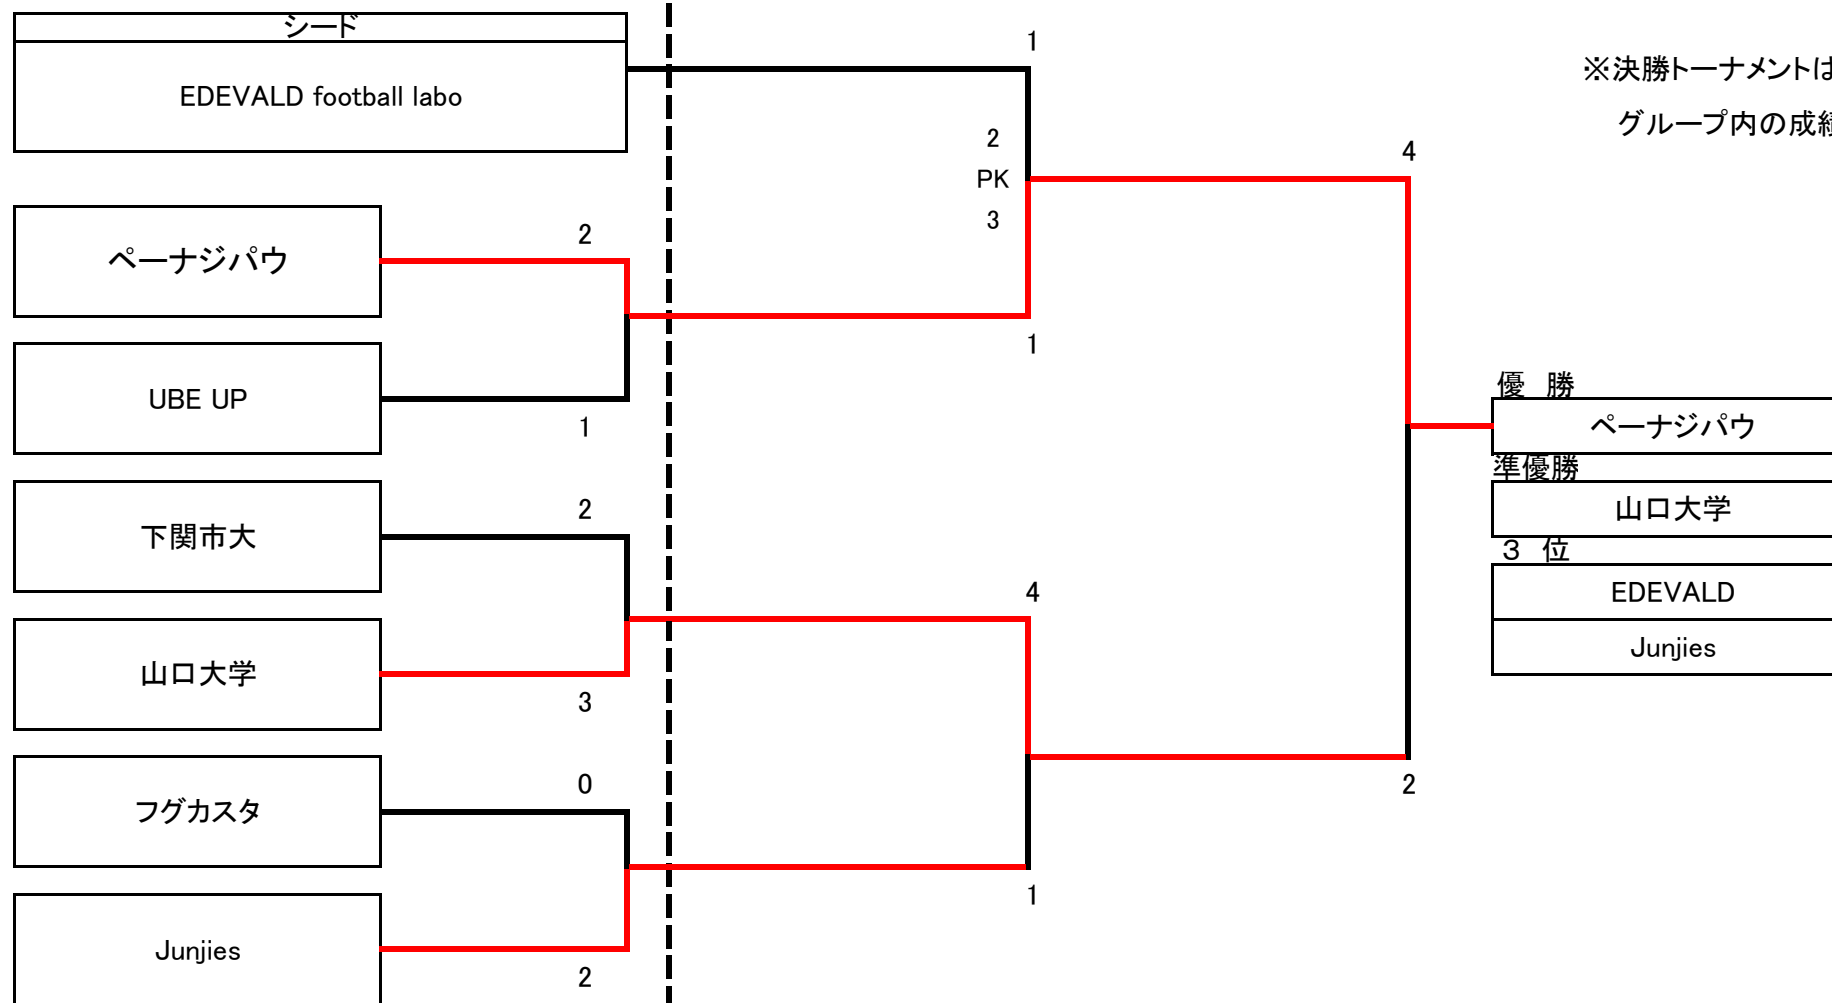 シード
EDEVALD football labo
1
※決勝トーナメントは
グループ内の成績
2
PK
3
4
ペーナジパウ
2
1
UBE UP
1
優 勝
ペーナジパウ
準優勝
山口大学
3 位
EDEVALD
Junjies
下関市大
2
4
山口大学
3
フグカスタ
0
2
1
Junjies
2